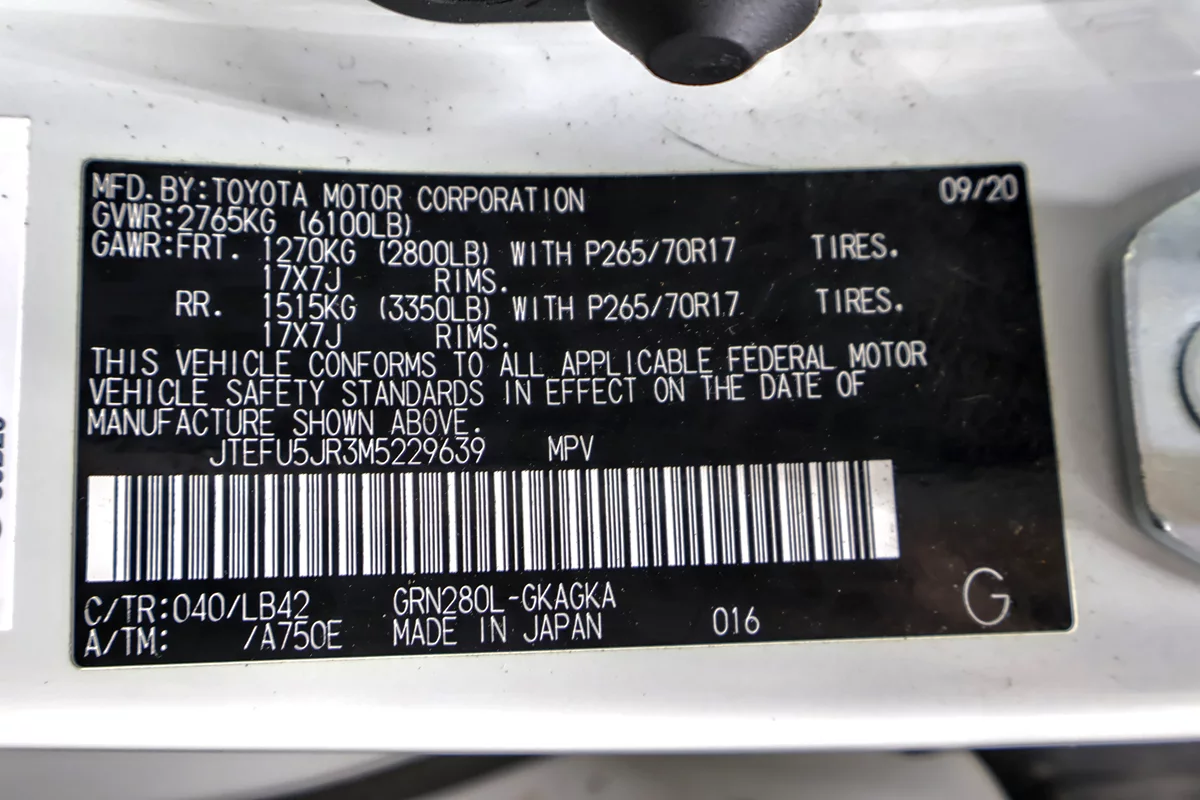 MFD. BY:TOYOTA MOTOR CORPORATION 09/20
GVWR:2765KG (6100LB)
GAWR:FRT. 1270KG (2800LB) WITH P265/70R17 TIRES.
17X7J RIMS.
RR. 1515KG (3350LB) WITH P265/70R17 TIRES.
17X7J RIMS.
THIS VEHICLE CONFORMS TO ALL APPLICABLE FEDERAL MOTOR
VEHICLE SAFETY STANDARDS IN EFFECT ON THE DATE OF
MANUFACTURE SHOWN ABOVE.
JTEFU5JR3M5229639 MPV
C/TR:040/LB42 GRN280L-GKAGKA
A/TM: /A750E MADE IN JAPAN 016 G